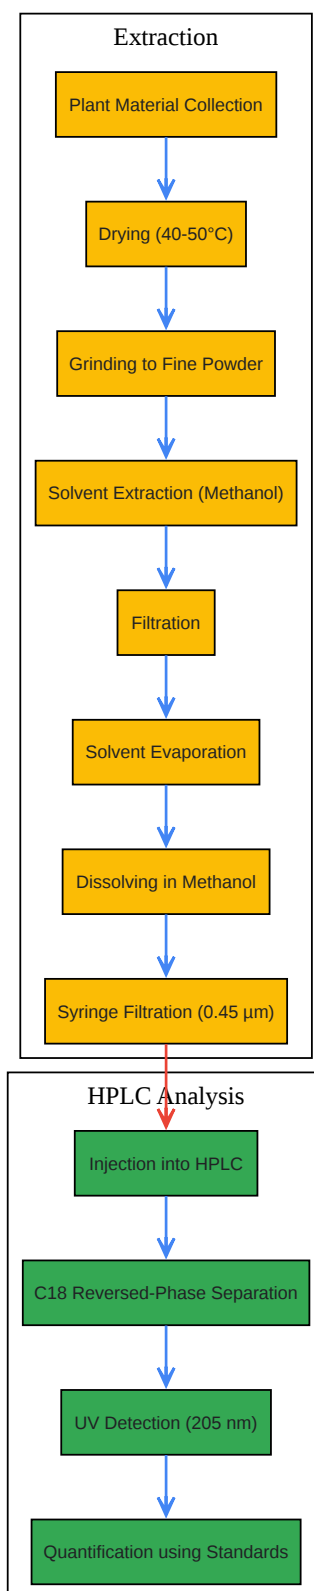 Extraction
Plant Material Collection
Drying (40-50°C)
Grinding to Fine Powder
Solvent Extraction (Methanol)
Filtration
Solvent Evaporation
Dissolving in Methanol
Syringe Filtration (0.45 µm)
HPLC Analysis
Injection into HPLC
C18 Reversed-Phase Separation
UV Detection (205 nm)
Quantification using Standards